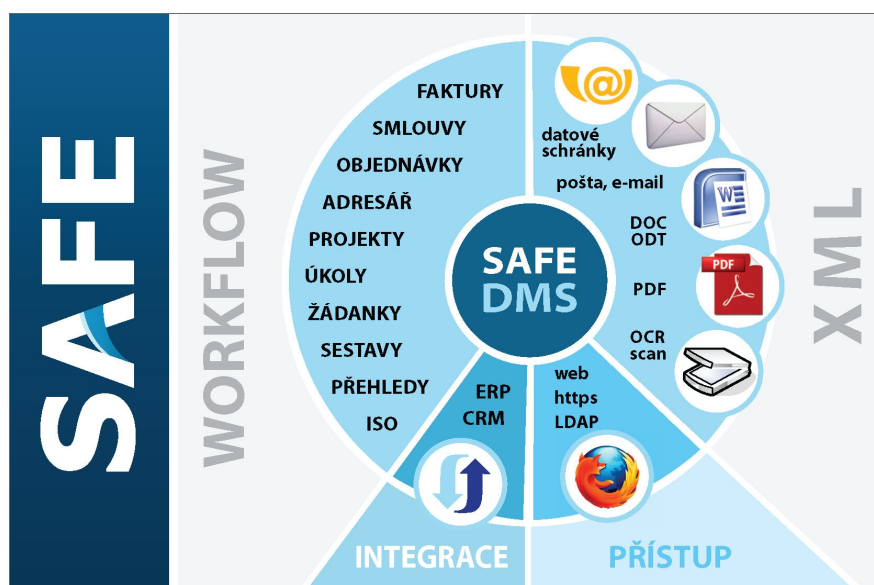 SAFE
WORKFLOW
FAKTURY
SMLOUVY
OBJEDNÁVKY
ADRESÁŘ
PROJEKTY
ÚKOLY
ŽÁDANKY
SESTAVY
PŘEHLEDY
ISO
SAFE
DMS
datové
schránky
pošta, e-mail
DOC
ODT
W
PDF
PDF
OCR
scan
XML
ERP
CRM
web
https
LDAP
INTEGRACE
PŘÍSTUP